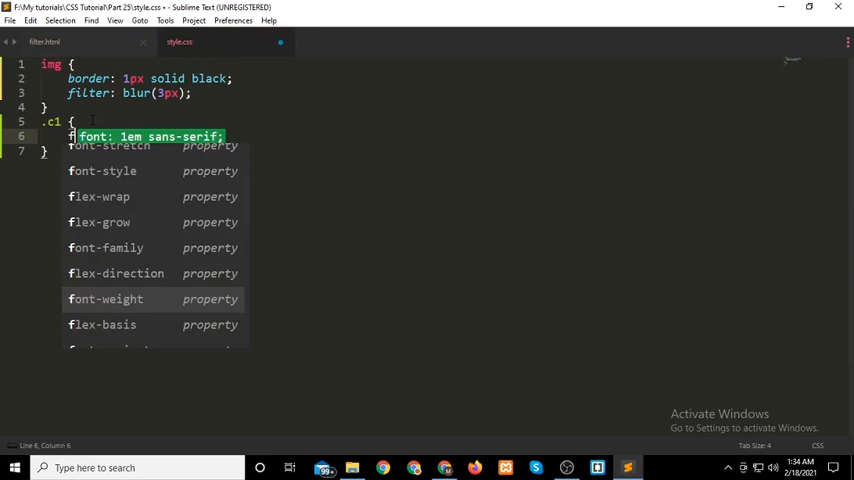 F:\My tutorials\CSS Tutorial\Part 25\style.css • - Sublime Text (UNREGISTERED)
File Edit Selection Find View Goto Tools Project Preferences Help
filter.html style.css
1 img {
2 border: 1px solid black;
3 filter: blur(3px);
4 }
5 .c1 {
6 f font: 1em sans-serif;
7 }
font-stretch property
font-style property
flex-wrap property
flex-grow property
font-family property
flex-direction property
font-weight property
flex-basis property
Activate Windows
Go to Settings to activate Windows.
Line 6, Column 6 Tab Size: 4 CSS
Type here to search 99+ 1:34 AM
2/18/2021